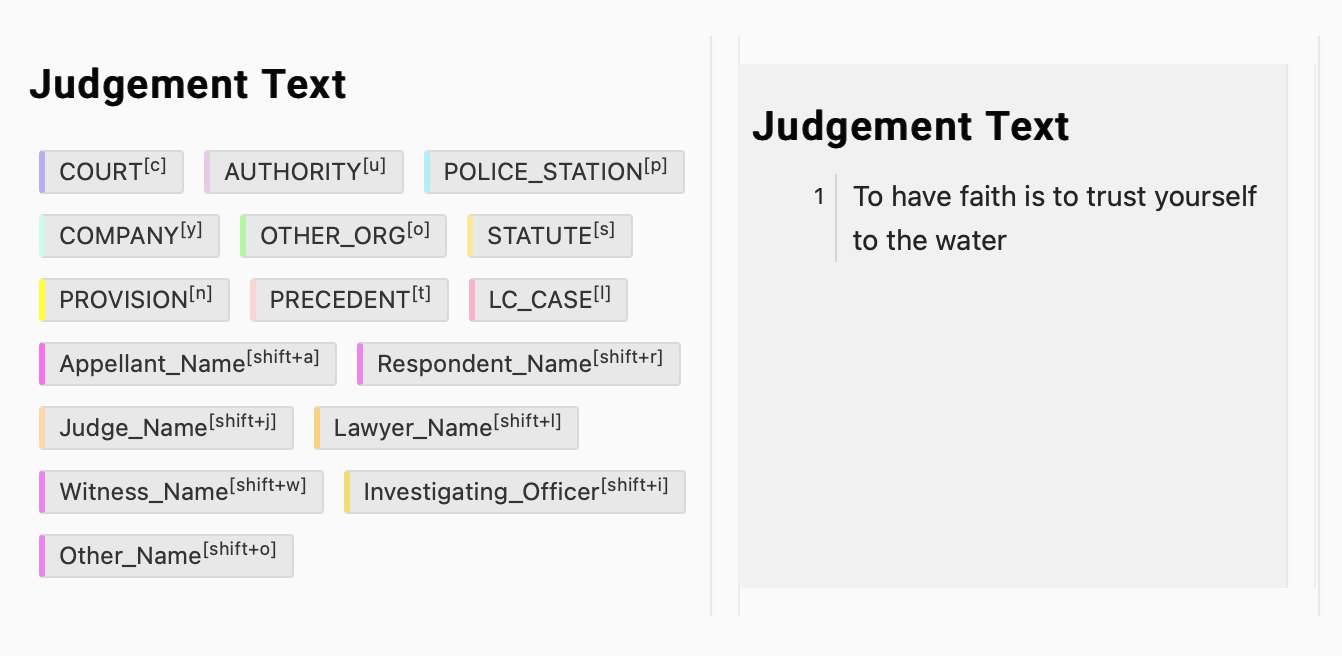 Judgement Text
COURT[c] AUTHORITY[u] POLICE_STATION[p]
COMPANY[y] OTHER_ORG[o] STATUTE[s]
PROVISION[n] PRECEDENT[t] LC_CASE[l]
Appellant_Name[shift+a] Respondent_Name[shift+r]
Judge_Name[shift+j] Lawyer_Name[shift+l]
Witness_Name[shift+w] Investigating_Officer[shift+i]
Other_Name[shift+o]
Judgement Text
1 To have faith is to trust yourself
to the water